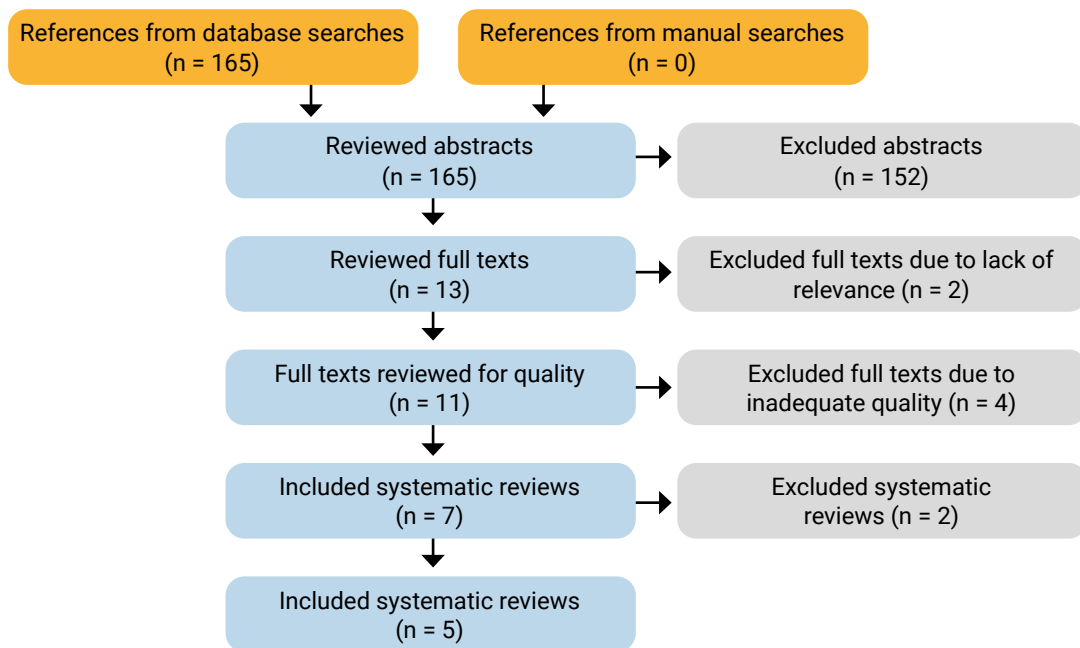 References from database searches
(n = 165)
References from manual searches
(n = 0)
Reviewed abstracts
(n = 165)
Excluded abstracts
(n = 152)
Reviewed full texts
(n = 13)
Excluded full texts due to lack of
relevance (n = 2)
Full texts reviewed for quality
(n = 11)
Excluded full texts due to
inadequate quality (n = 4)
Included systematic reviews
(n = 7)
Excluded systematic
reviews (n = 2)
Included systematic reviews
(n = 5)